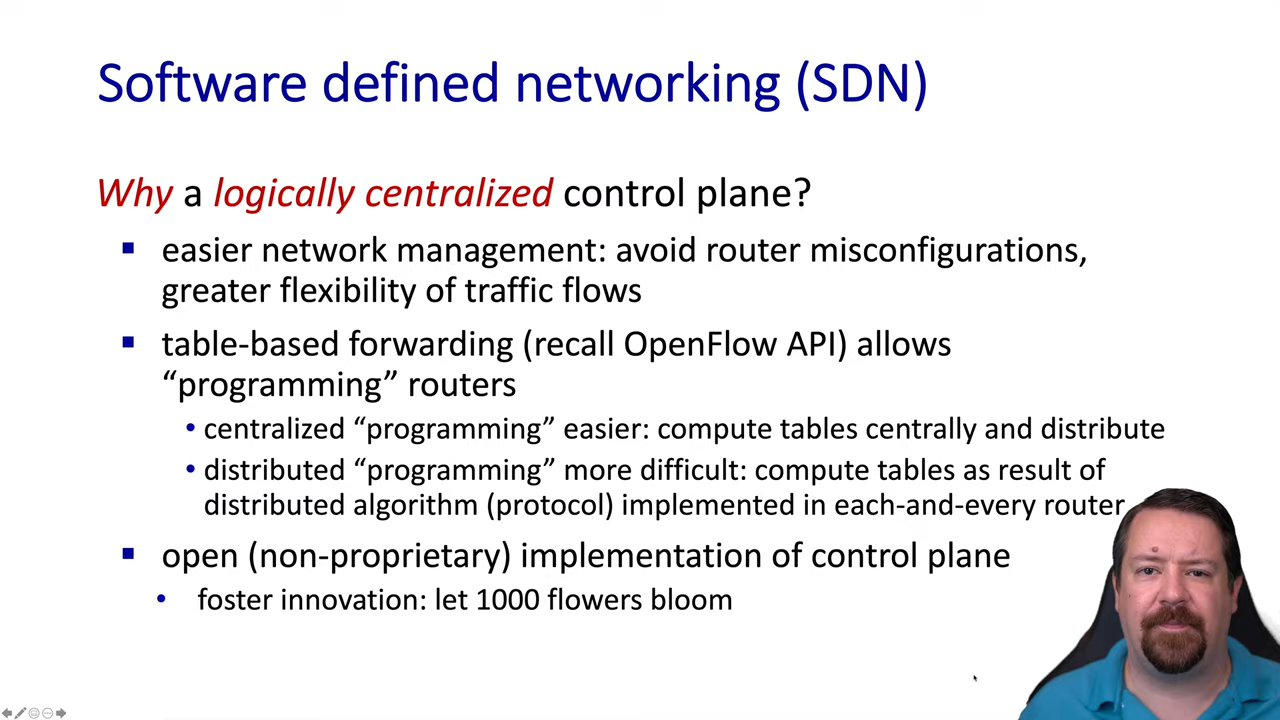 Software defined networking (SDN)
Why a logically centralized control plane?
▪ easier network management: avoid router misconfigurations,
greater flexibility of traffic flows
▪ table-based forwarding (recall OpenFlow API) allows
“programming” routers
• centralized “programming” easier: compute tables centrally and distribute
• distributed “programming” more difficult: compute tables as result of
distributed algorithm (protocol) implemented in each-and-every router
▪ open (non-proprietary) implementation of control plane
• foster innovation: let 1000 flowers bloom